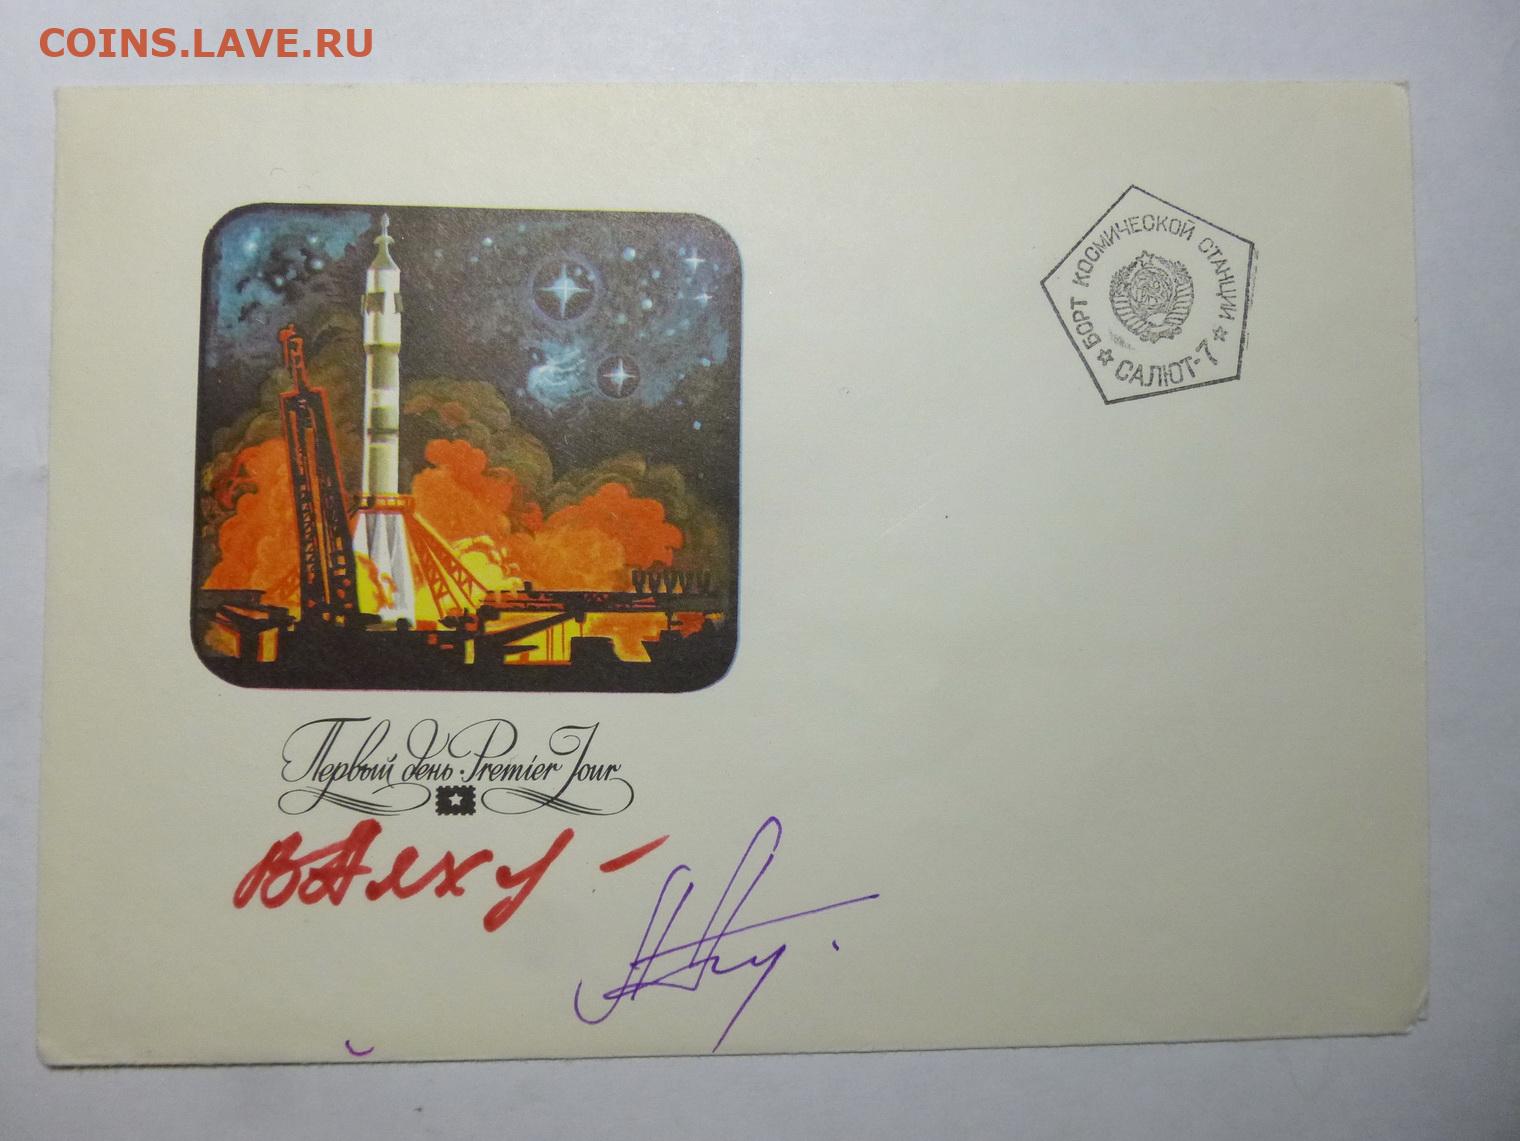 COINS.LAVE.RU
БОРТ КОСМИЧЕСКОЙ СТАНЦИИ
САЛЮТ-7
Первый день · Premier Jour